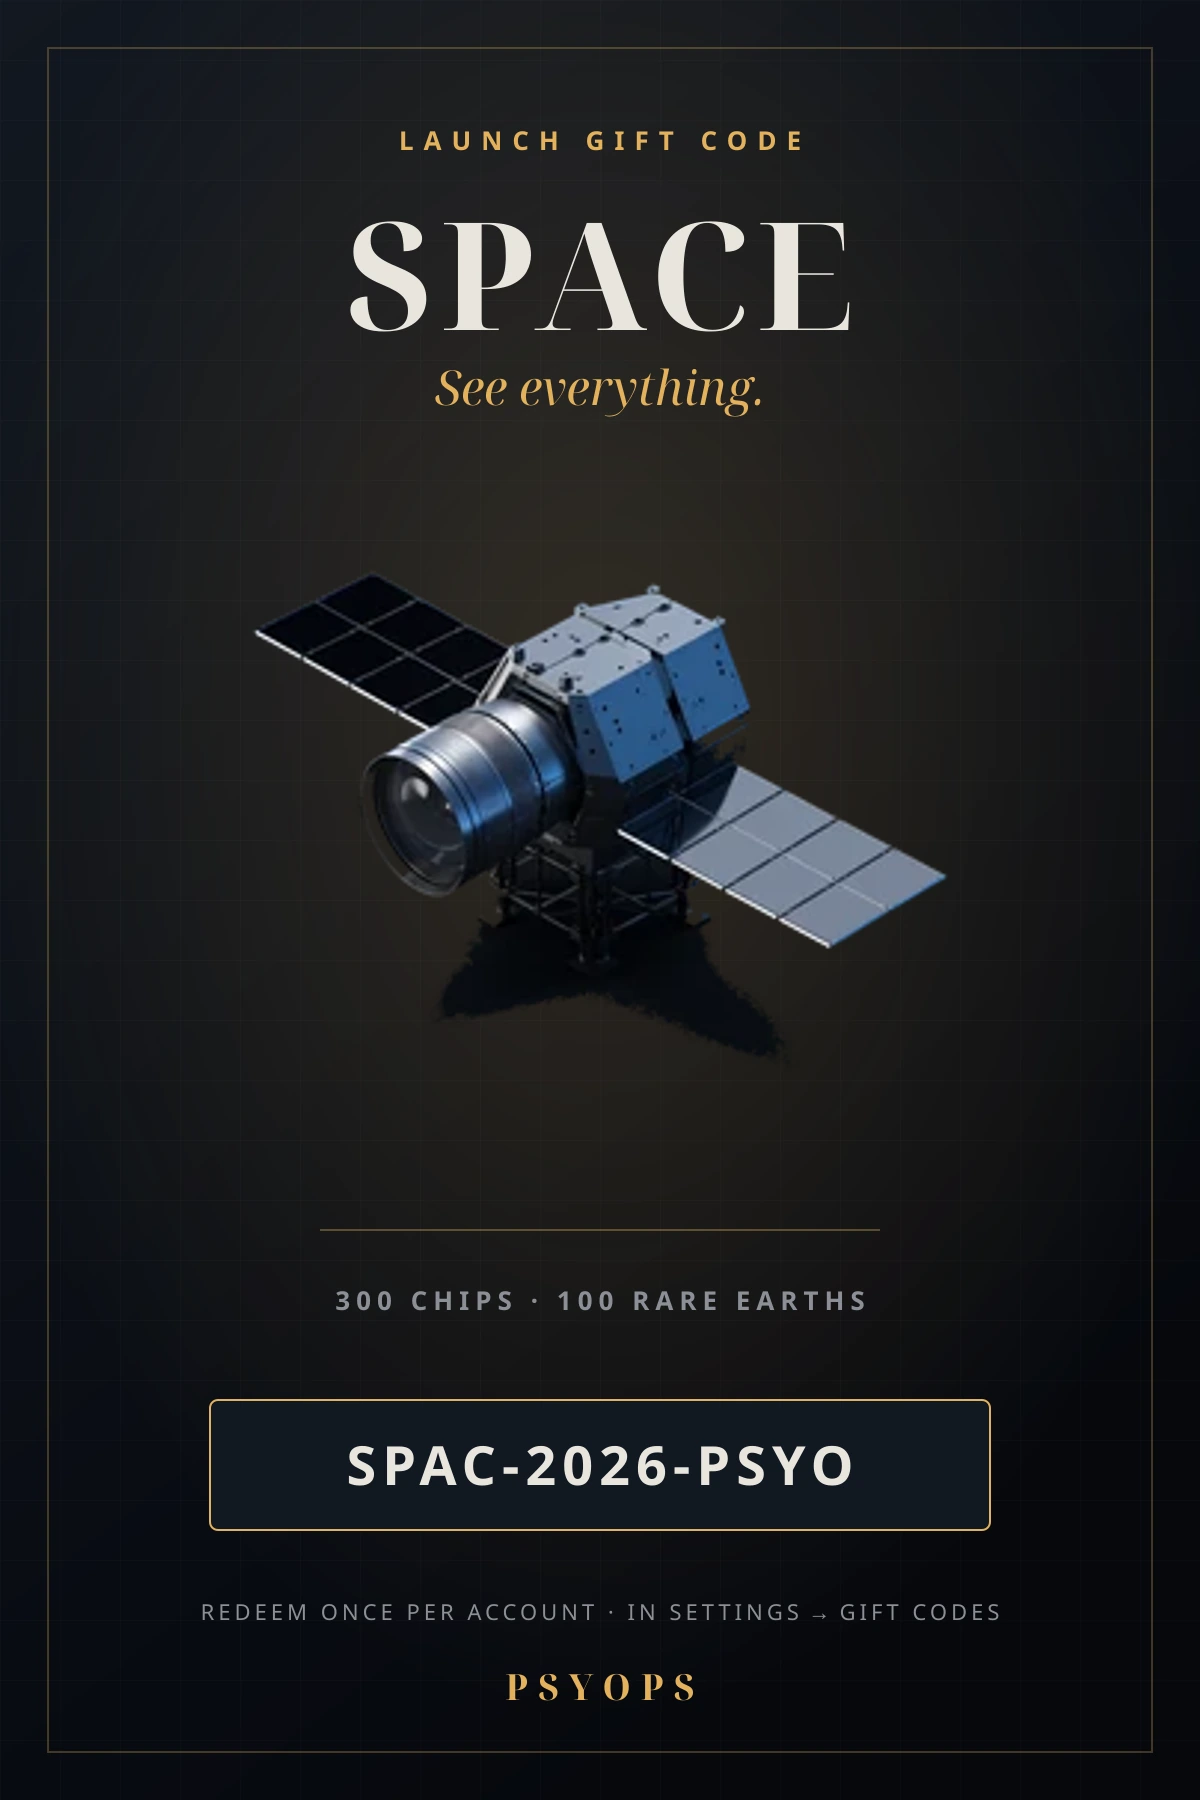 LAUNCH GIFT CODE
SPACE
See everything.
300 CHIPS · 100 RARE EARTHS
SPAC-2026-PSYO
REDEEM ONCE PER ACCOUNT · IN SETTINGS → GIFT CODES
PSYOPS